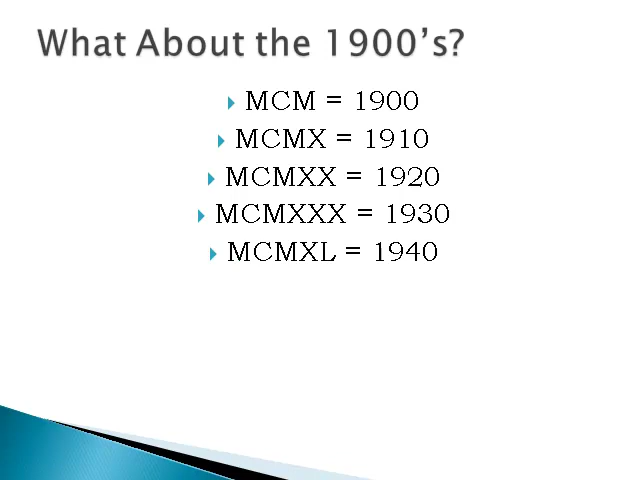 What About the 1900’s?
MCM = 1900
MCMX = 1910
MCMXX = 1920
MCMXXX = 1930
MCMXL = 1940